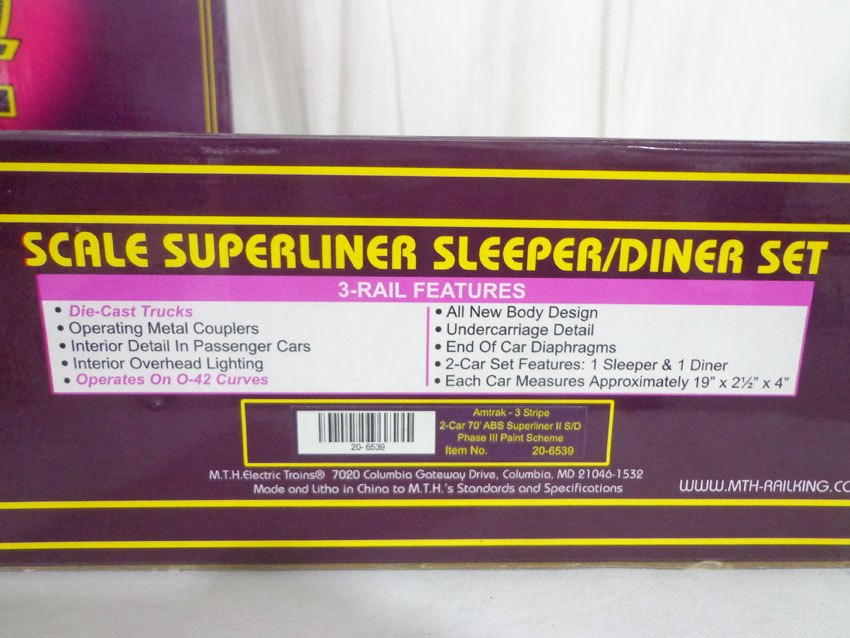 SCALE SUPERLINER SLEEPER/DINER SET
3-RAIL FEATURES
• Die-Cast Trucks
• Operating Metal Couplers
• Interior Detail In Passenger Cars
• Interior Overhead Lighting
• Operates On O-42 Curves
• All New Body Design
• Undercarriage Detail
• End Of Car Diaphragms
• 2-Car Set Features: 1 Sleeper & 1 Diner
• Each Car Measures Approximately 19" x 2½" x 4"
20-6539
Amtrak - 3 Stripe
2-Car 70' ABS Superliner II S/D
Phase III Paint Scheme
Item No. 20-6539
M.T.H.Electric Trains® 7020 Columbia Gateway Drive, Columbia, MD 21046-1532
Made and Litho in China to M.T.H.'s Standards and Specifications
WWW.MTH-RAILKING.CO